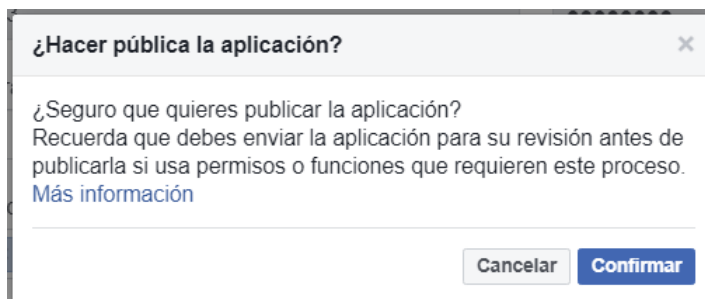 ¿Hacer pública la aplicación?
¿Seguro que quieres publicar la aplicación?
Recuerda que debes enviar la aplicación para su revisión antes de
publicarla si usa permisos o funciones que requieren este proceso.
Más información
Cancelar Confirmar